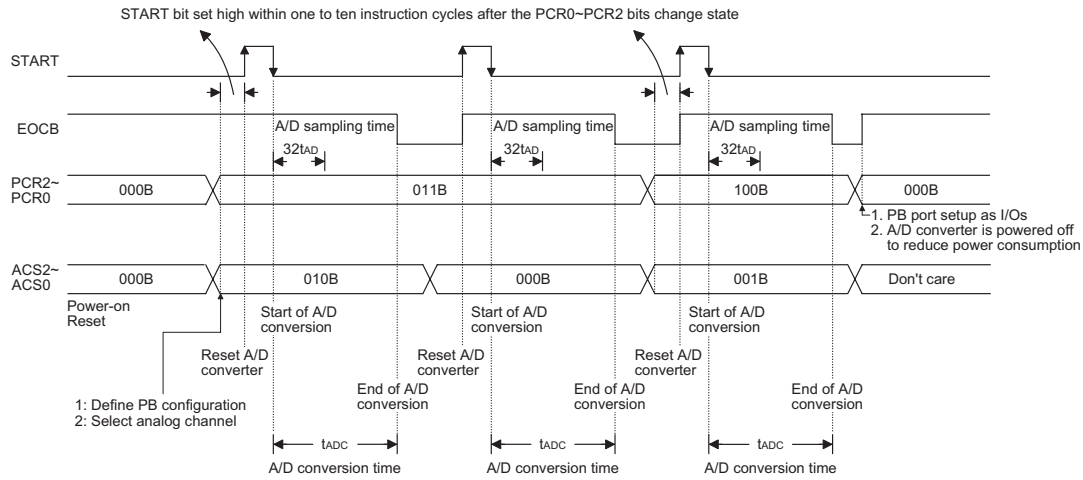 START bit set high within one to ten instruction cycles after the PCR0~PCR2 bits change state
START
EOCB
A/D sampling time
A/D sampling time
A/D sampling time
32tAD
32tAD
32tAD
PCR2~
PCR0
000B
011B
100B
000B
1. PB port setup as I/Os
2. A/D converter is powered off
to reduce power consumption
ACS2~
ACS0
000B
010B
000B
001B
Don't care
Power-on
Reset
Start of A/D
conversion
Start of A/D
conversion
Start of A/D
conversion
Reset A/D
converter
Reset A/D
converter
Reset A/D
converter
End of A/D
conversion
End of A/D
conversion
End of A/D
conversion
1: Define PB configuration
2: Select analog channel
tADC
tADC
tADC
A/D conversion time
A/D conversion time
A/D conversion time